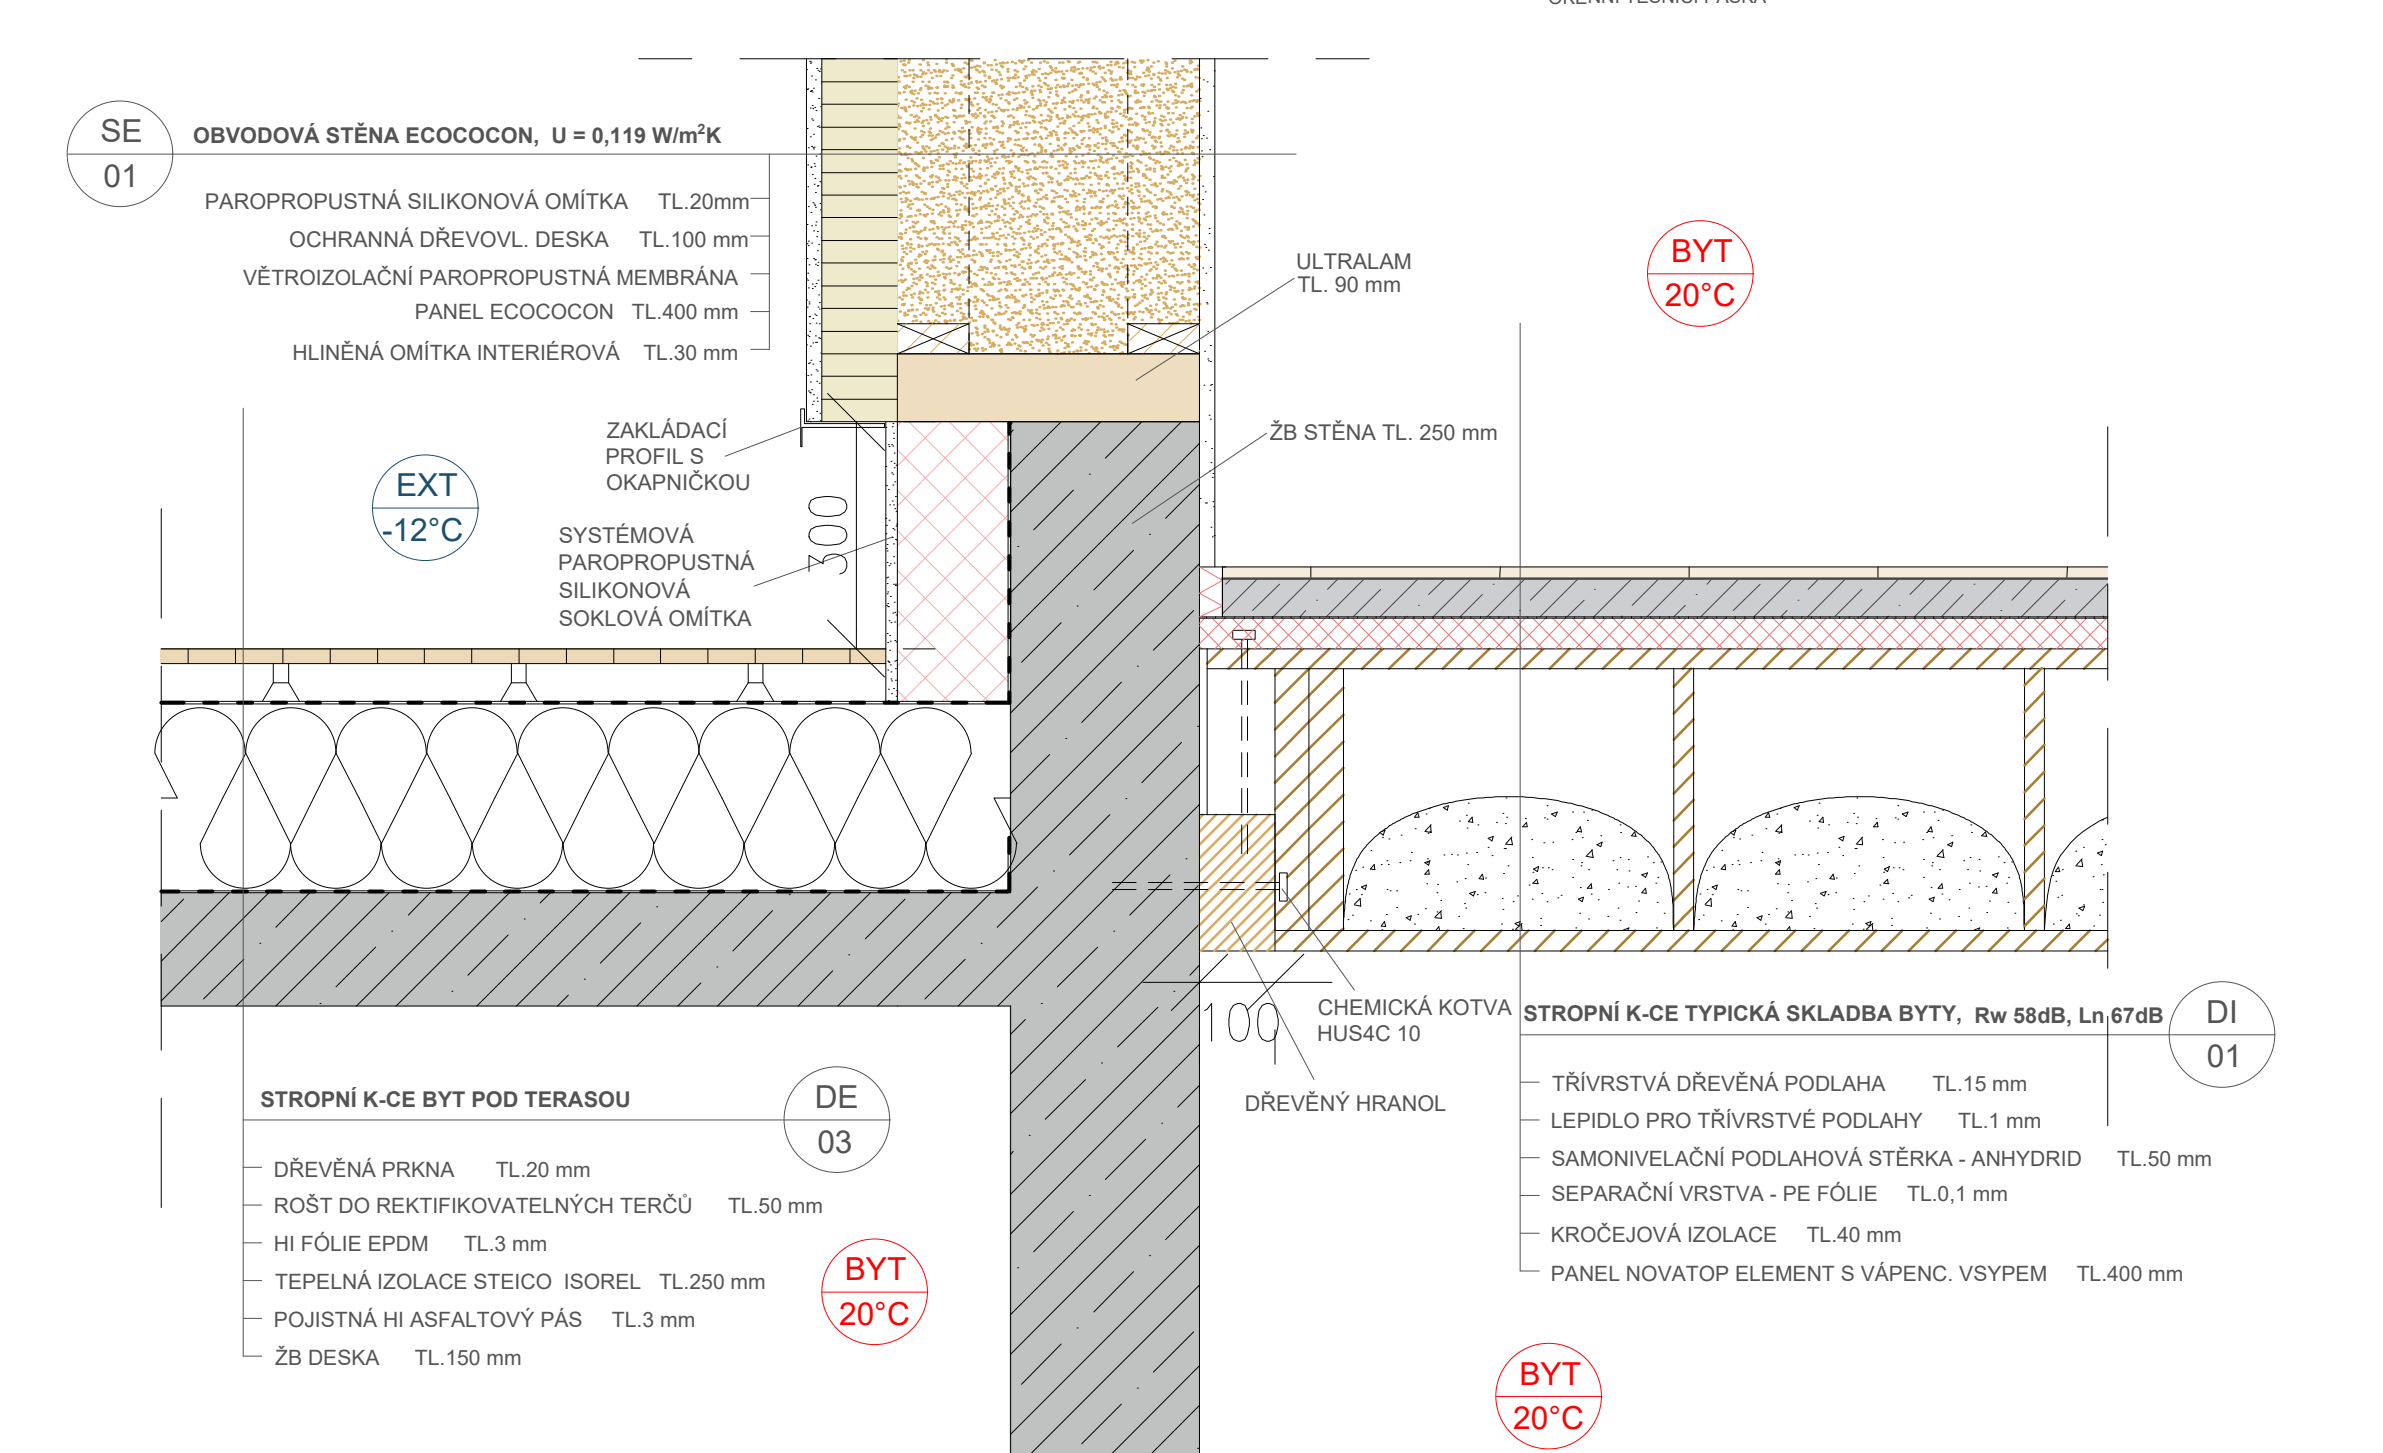 SE
01
OBVODOVÁ STĚNA ECOCOCON, U = 0,119 W/m²K
PAROPROPUSTNÁ SILIKONOVÁ OMÍTKA TL.20mm
OCHRANNÁ DŘEVOVL. DESKA TL.100 mm
VĚTROIZOLAČNÍ PAROPROPUSTNÁ MEMBRÁNA
PANEL ECOCOCON TL.400 mm
HLINĚNÁ OMÍTKA INTERIÉROVÁ TL.30 mm
ULTRALAM
TL. 90 mm
BYT
20°C
ZAKLÁDACÍ
PROFIL S
OKAPNIČKOU
ŽB STĚNA TL. 250 mm
EXT
-12°C
300
SYSTÉMOVÁ
PAROPROPUSTNÁ
SILIKONOVÁ
SOKLOVÁ OMÍTKA
100
CHEMICKÁ KOTVA
HUS4C 10
DŘEVĚNÝ HRANOL
STROPNÍ K-CE TYPICKÁ SKLADBA BYTY, Rw 58dB, Ln 67dB
DI
01
TŘÍVRSTVÁ DŘEVĚNÁ PODLAHA TL.15 mm
LEPIDLO PRO TŘÍVRSTVÉ PODLAHY TL.1 mm
SAMONIVELAČNÍ PODLAHOVÁ STĚRKA - ANHYDRID TL.50 mm
SEPARAČNÍ VRSTVA - PE FÓLIE TL.0,1 mm
KROČEJOVÁ IZOLACE TL.40 mm
PANEL NOVATOP ELEMENT S VÁPENC. VSYPEM TL.400 mm
STROPNÍ K-CE BYT POD TERASOU
DE
03
DŘEVĚNÁ PRKNA TL.20 mm
ROŠT DO REKTIFIKOVATELNÝCH TERČŮ TL.50 mm
HI FÓLIE EPDM TL.3 mm
TEPELNÁ IZOLACE STEICO ISOREL TL.250 mm
POJISTNÁ HI ASFALTOVÝ PÁS TL.3 mm
ŽB DESKA TL.150 mm
BYT
20°C
BYT
20°C